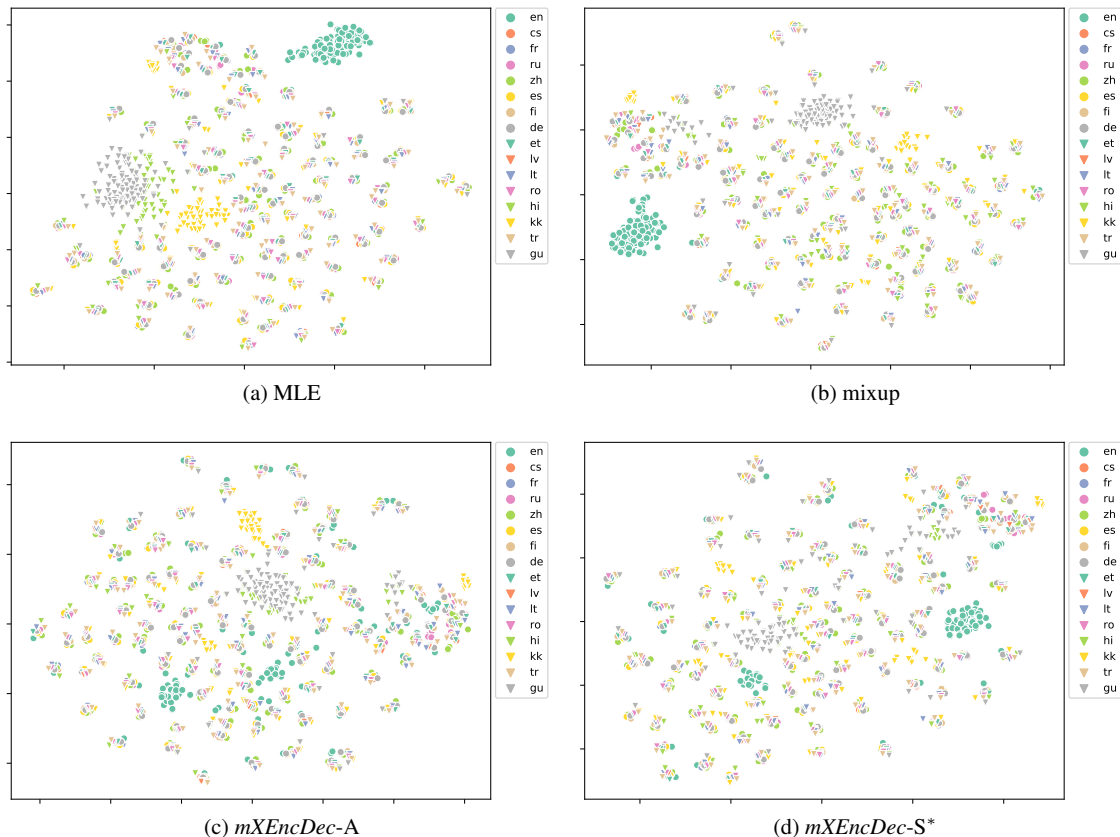 en
cs
fr
ru
zh
es
fi
de
et
lv
lt
ro
hi
kk
tr
gu
(a) MLE
en
cs
fr
ru
zh
es
fi
de
et
lv
lt
ro
hi
kk
tr
gu
(b) mixup
en
cs
fr
ru
zh
es
fi
de
et
lv
lt
ro
hi
kk
tr
gu
(c) mXEncDec-A
en
cs
fr
ru
zh
es
fi
de
et
lv
lt
ro
hi
kk
tr
gu
(d) mXEncDec-S*